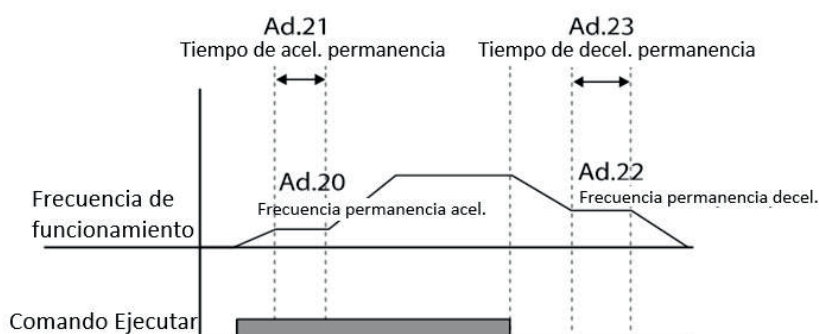 Ad.21
Tiempo de acel. permanencia
Ad.23
Tiempo de decel. permanencia
Ad.20
Frecuencia permanencia acel.
Ad.22
Frecuencia permanencia decel.
Frecuencia de
funcionamiento
Comando Ejecutar